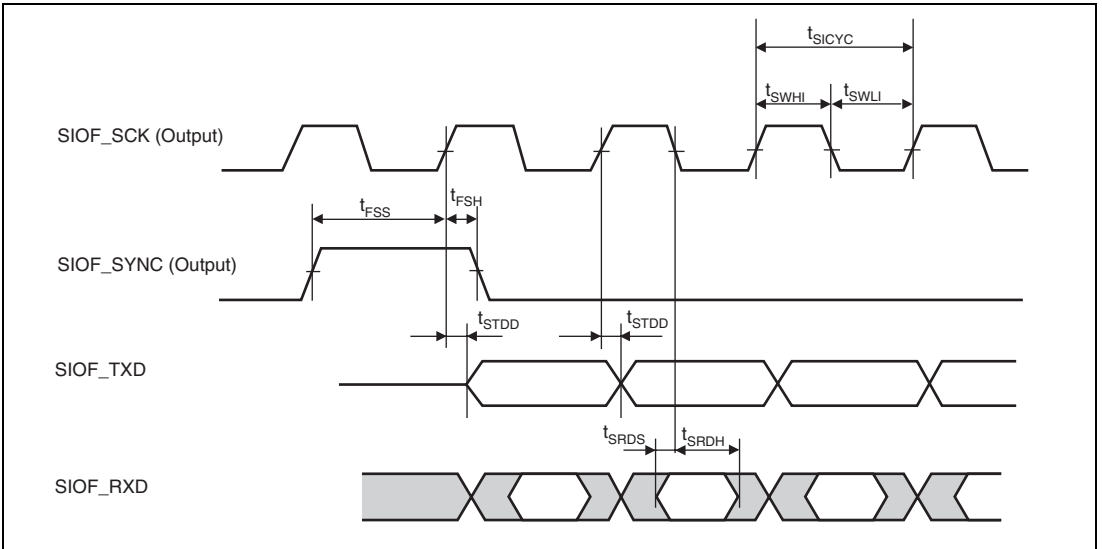 tSICYC
tSWHI tSWLI
SIOF_SCK (Output)
tFSS tFSH
SIOF_SYNC (Output)
tSTDD tSTDD
SIOF_TXD
tSRDS tSRDH
SIOF_RXD